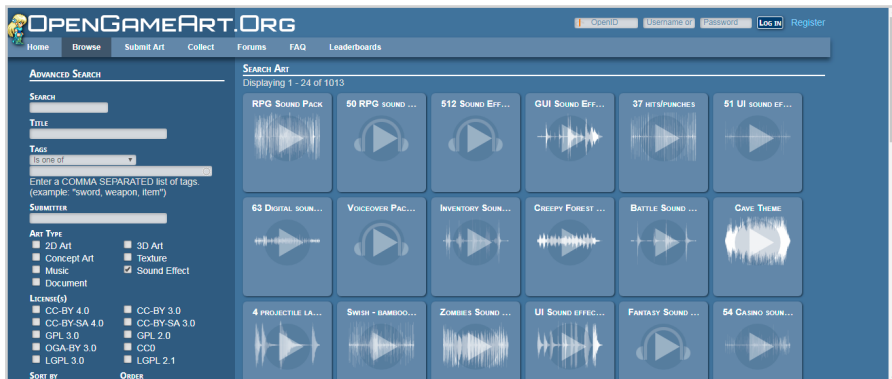 OpenGameArt.Org
OpenID
Username or
Password
Log in
Register
Home
Browse
Submit Art
Collect
Forums
FAQ
Leaderboards
Advanced Search
Search
Title
Tags
Is one of
Enter a COMMA SEPARATED list of tags.
(example: "sword, weapon, item")
Submitter
Art Type
2D Art
3D Art
Concept Art
Texture
Music
Sound Effect
Document
License(s)
CC-BY 4.0
CC-BY 3.0
CC-BY-SA 4.0
CC-BY-SA 3.0
GPL 3.0
GPL 2.0
OGA-BY 3.0
CC0
LGPL 3.0
LGPL 2.1
Sort by
Order
Search Art
Displaying 1 - 24 of 1013
RPG Sound Pack
50 RPG sound ...
512 Sound Eff...
GUI Sound Eff...
37 hits/punches
51 UI sound ef...
63 Digital soun...
Voiceover Pac...
Inventory Soun...
Creepy Forest ...
Battle Sound ...
Cave Theme
4 projectile la...
Swish - bamboo...
Zombies Sound ...
UI Sound effec...
Fantasy Sound ...
54 Casino soun...